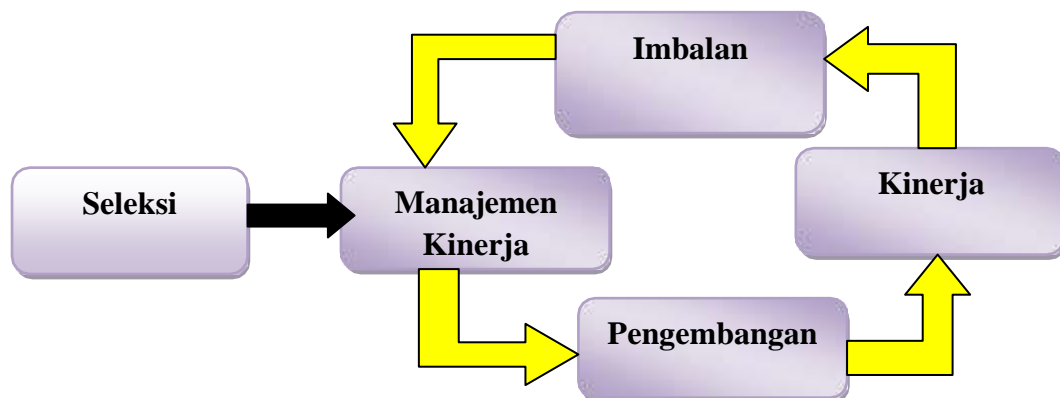 Imbalan
Seleksi
Manajemen
Kinerja
Kinerja
Pengembangan